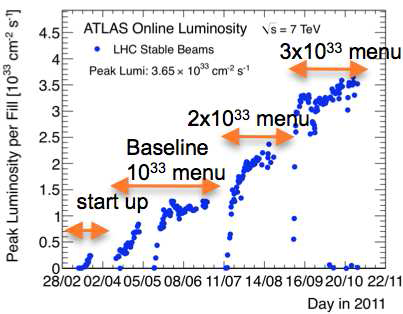 ATLAS Online Luminosity
√s = 7 TeV
LHC Stable Beams
Peak Lumi: 3.65 × 10³³ cm⁻² s⁻¹
3x10³³ menu
2x10³³ menu
Baseline
10³³ menu
start up
Peak Luminosity per Fill [10³³ cm⁻² s⁻¹]
4
3.5
3
2.5
2
1.5
1
0.5
0
28/02 02/04 05/05 08/06 11/07 14/08 16/09 20/10 22/11
Day in 2011